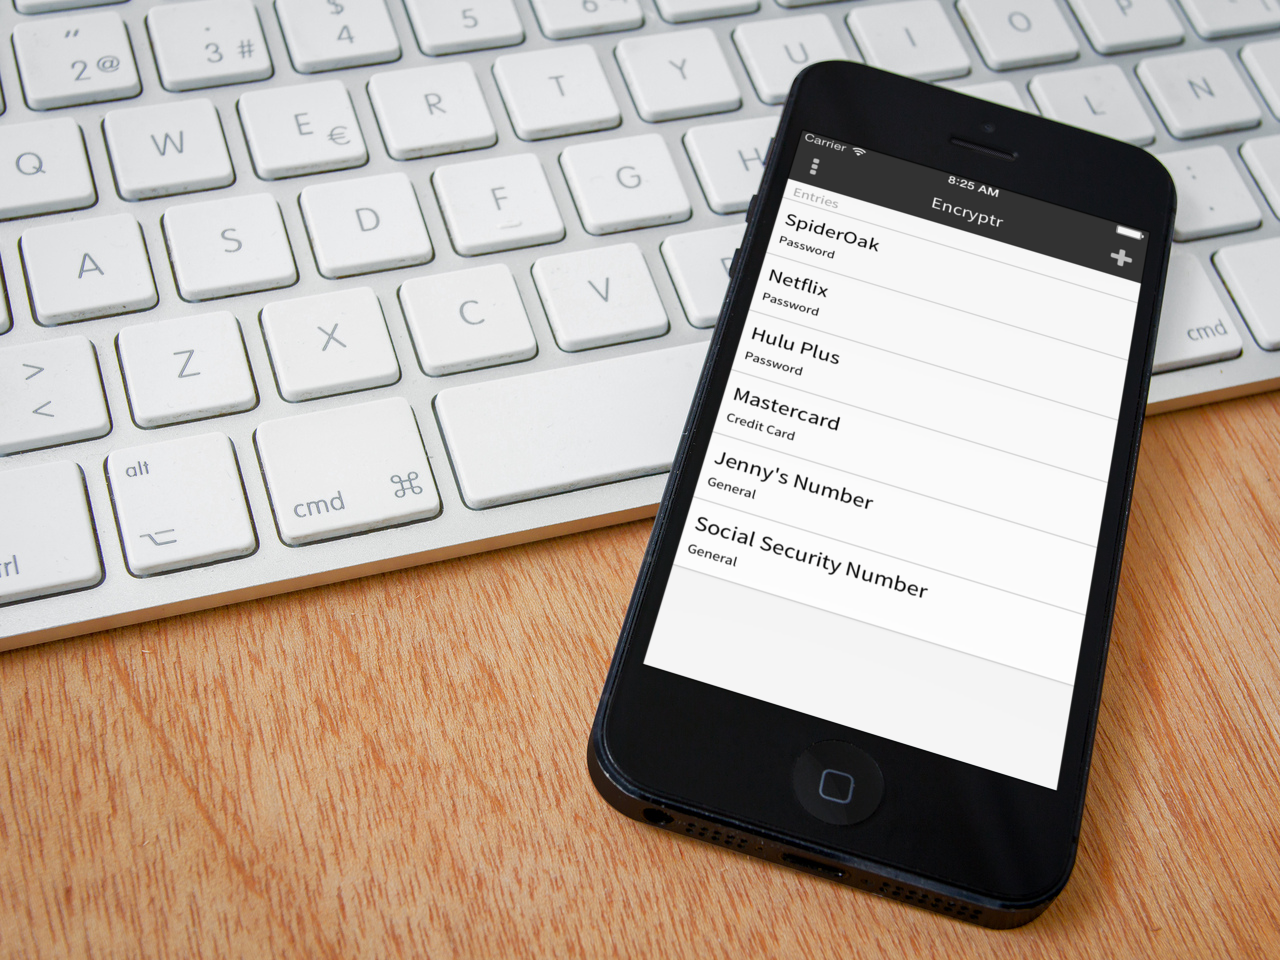 Carrier
8:25 AM
Encryptr
Entries
SpiderOak
Password
Netflix
Password
Hulu Plus
Password
Mastercard
Credit Card
Jenny's Number
General
Social Security Number
General
" 2 @
· 3 #
$ 4
5
6
Q
W
E €
R
T
Y
U
I
O
P
A
S
D
F
G
H
L
N
:
.
>
<
Z
X
C
V
alt
cmd ⌘
cmd